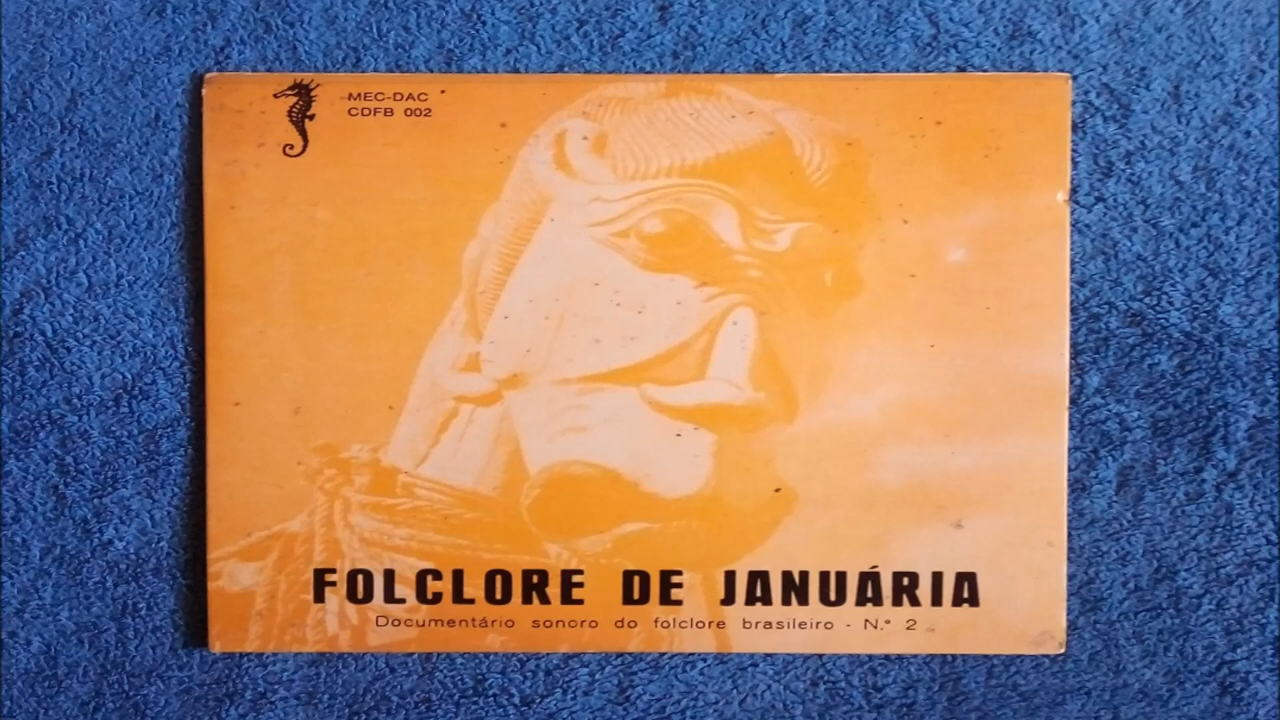 MEC-DAC
CDFB 002
FOLCLORE DE JANUÁRIA
Documentário sonoro do folclore brasileiro - N.º 2